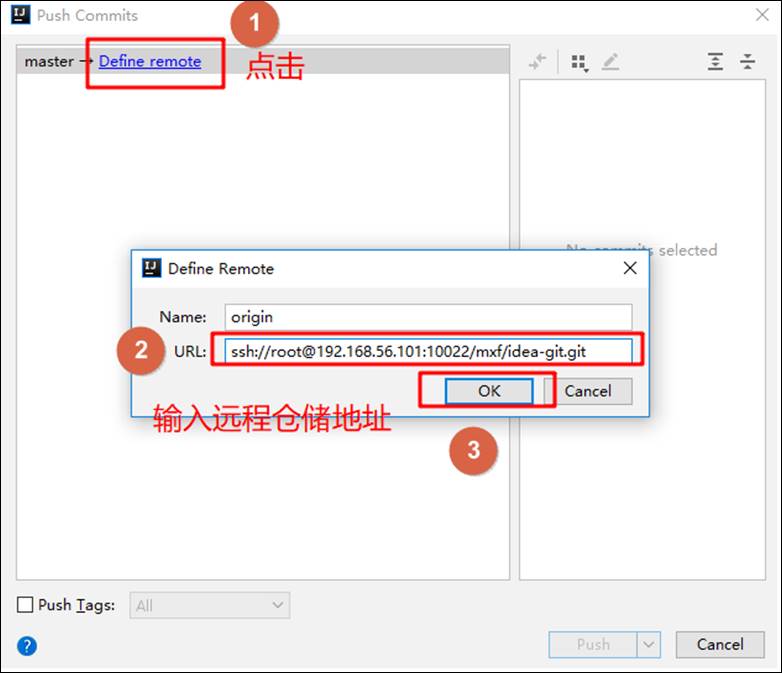 Push Commits
1
master → Define remote
点击
No commits selected
Define Remote
Name: origin
2
URL: ssh://root@192.168.56.101:10022/mxf/idea-git.git
OK Cancel
输入远程仓储地址
3
Push Tags: All
? Push Cancel